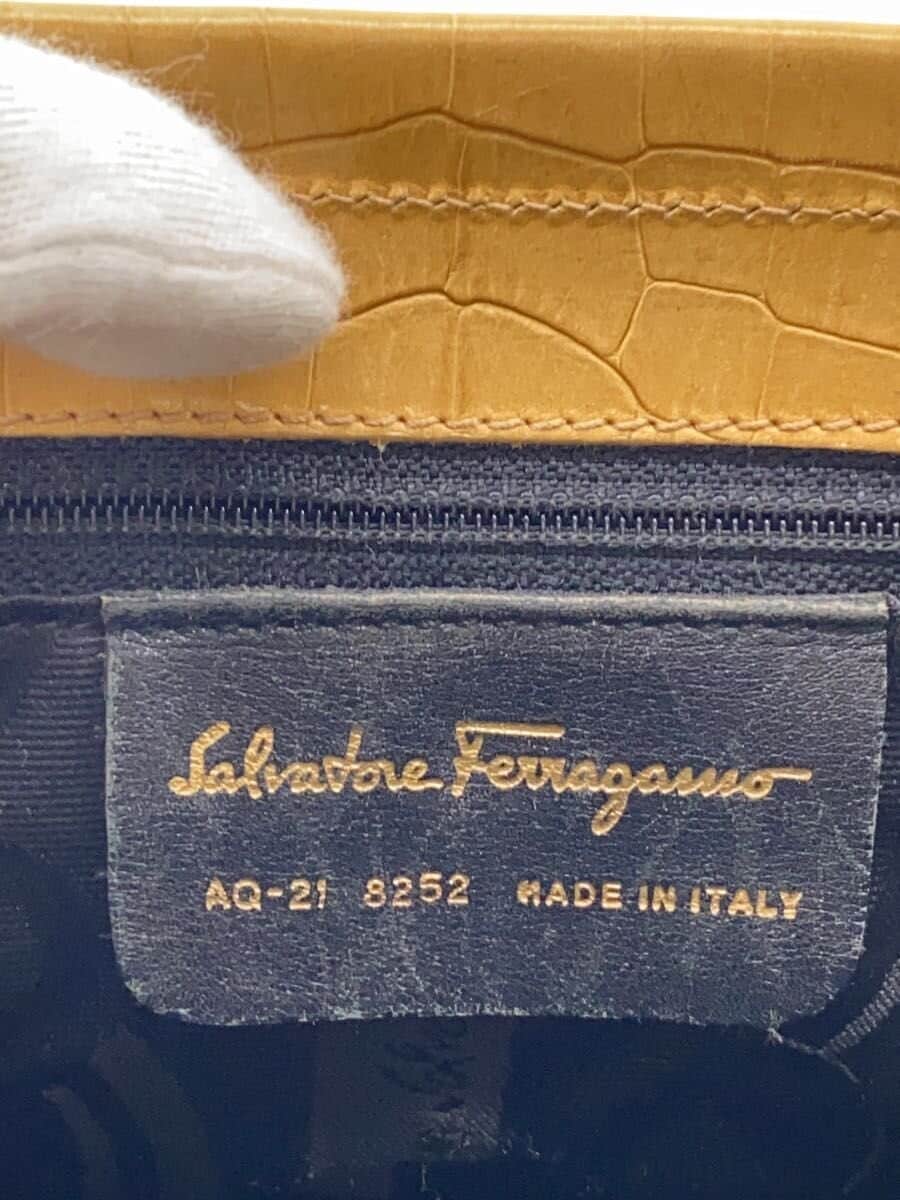 Salvatore Ferragamo
AQ-21 8252 MADE IN ITALY